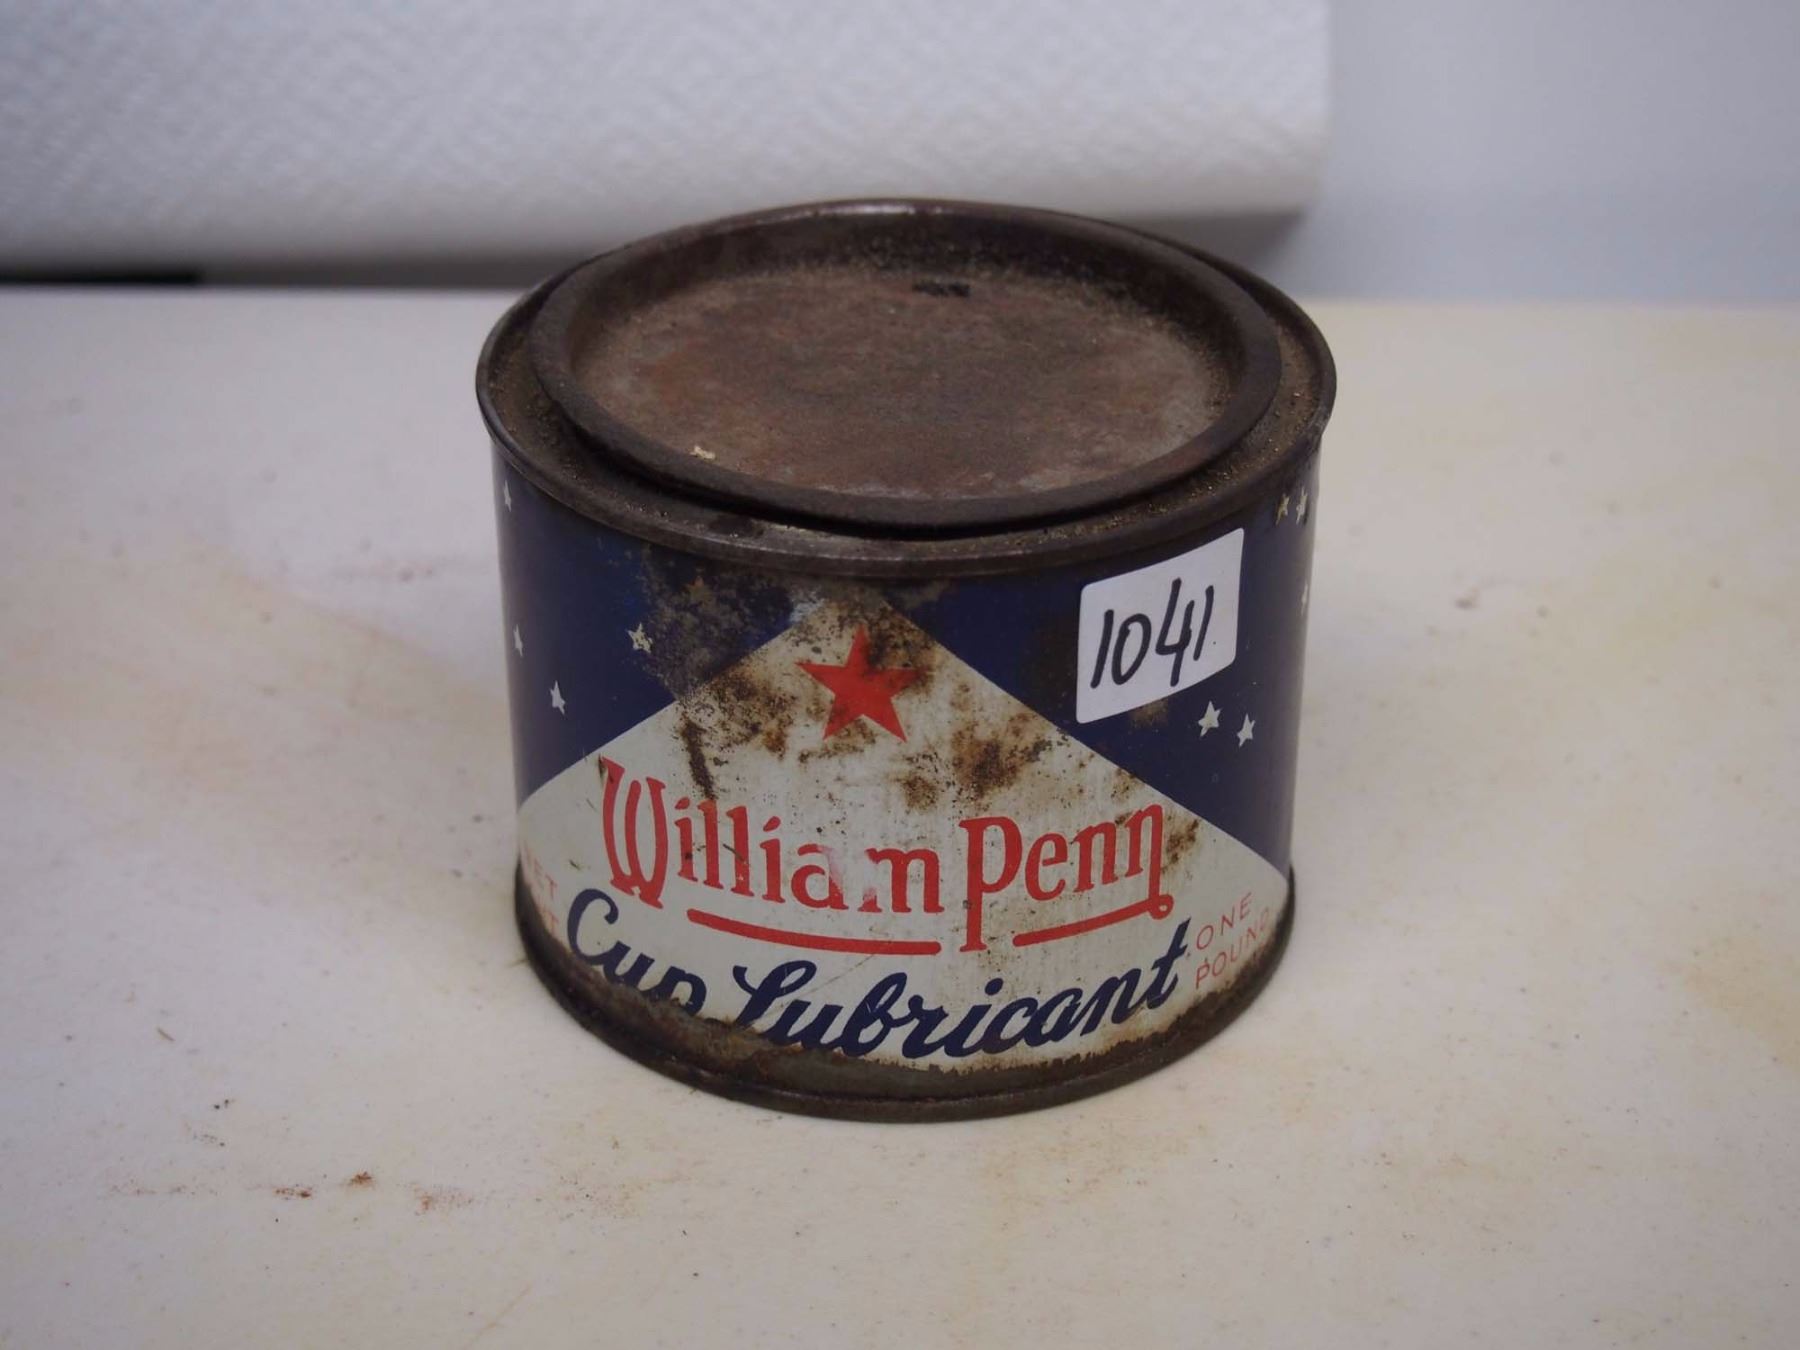 1041
William Penn
Cup Lubricant
ONE
POUND